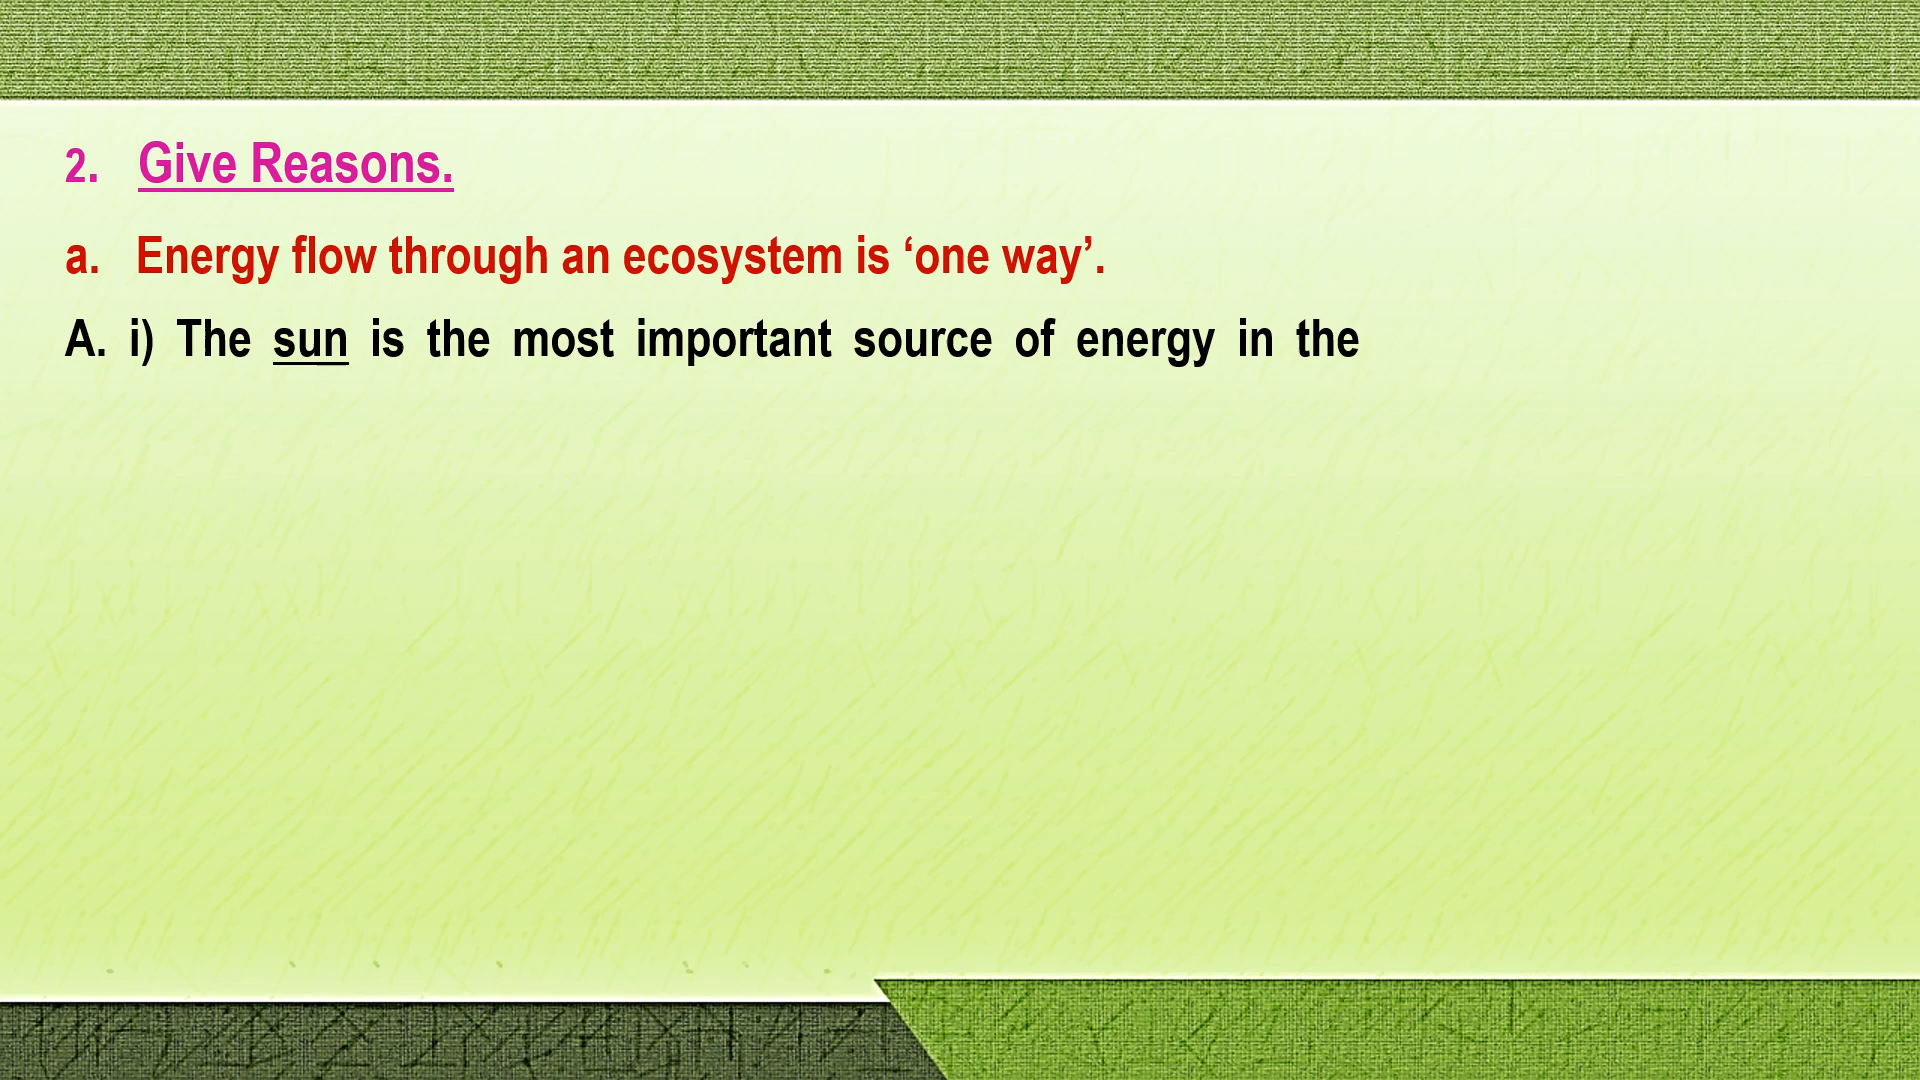 2. Give Reasons.
a. Energy flow through an ecosystem is ‘one way’.
A. i) The sun is the most important source of energy in the